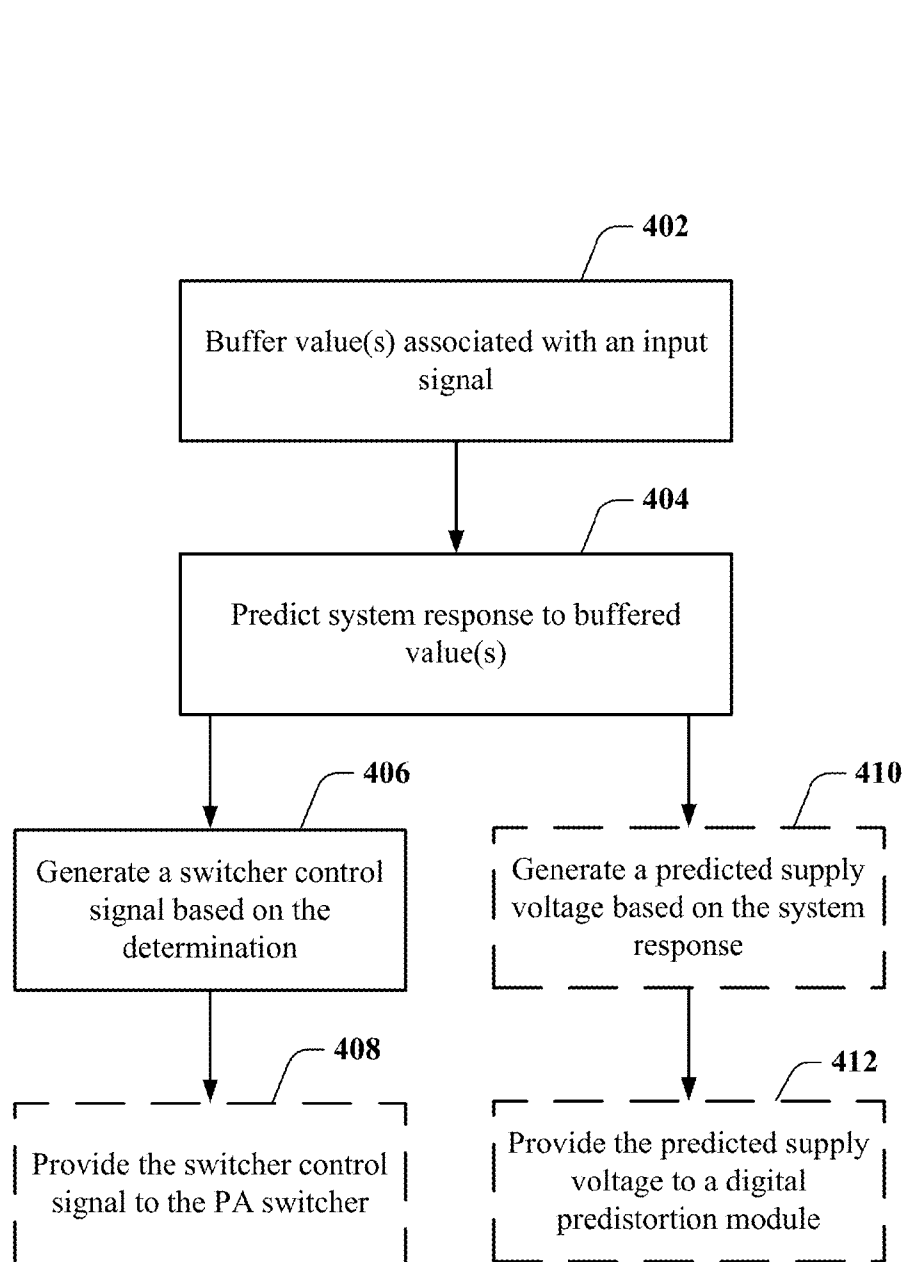 402
Buffer value(s) associated with an input
signal
404
Predict system response to buffered
value(s)
406
Generate a switcher control
signal based on the
determination
410
Generate a predicted supply
voltage based on the system
response
408
Provide the switcher control
signal to the PA switcher
412
Provide the predicted supply
voltage to a digital
predistortion module